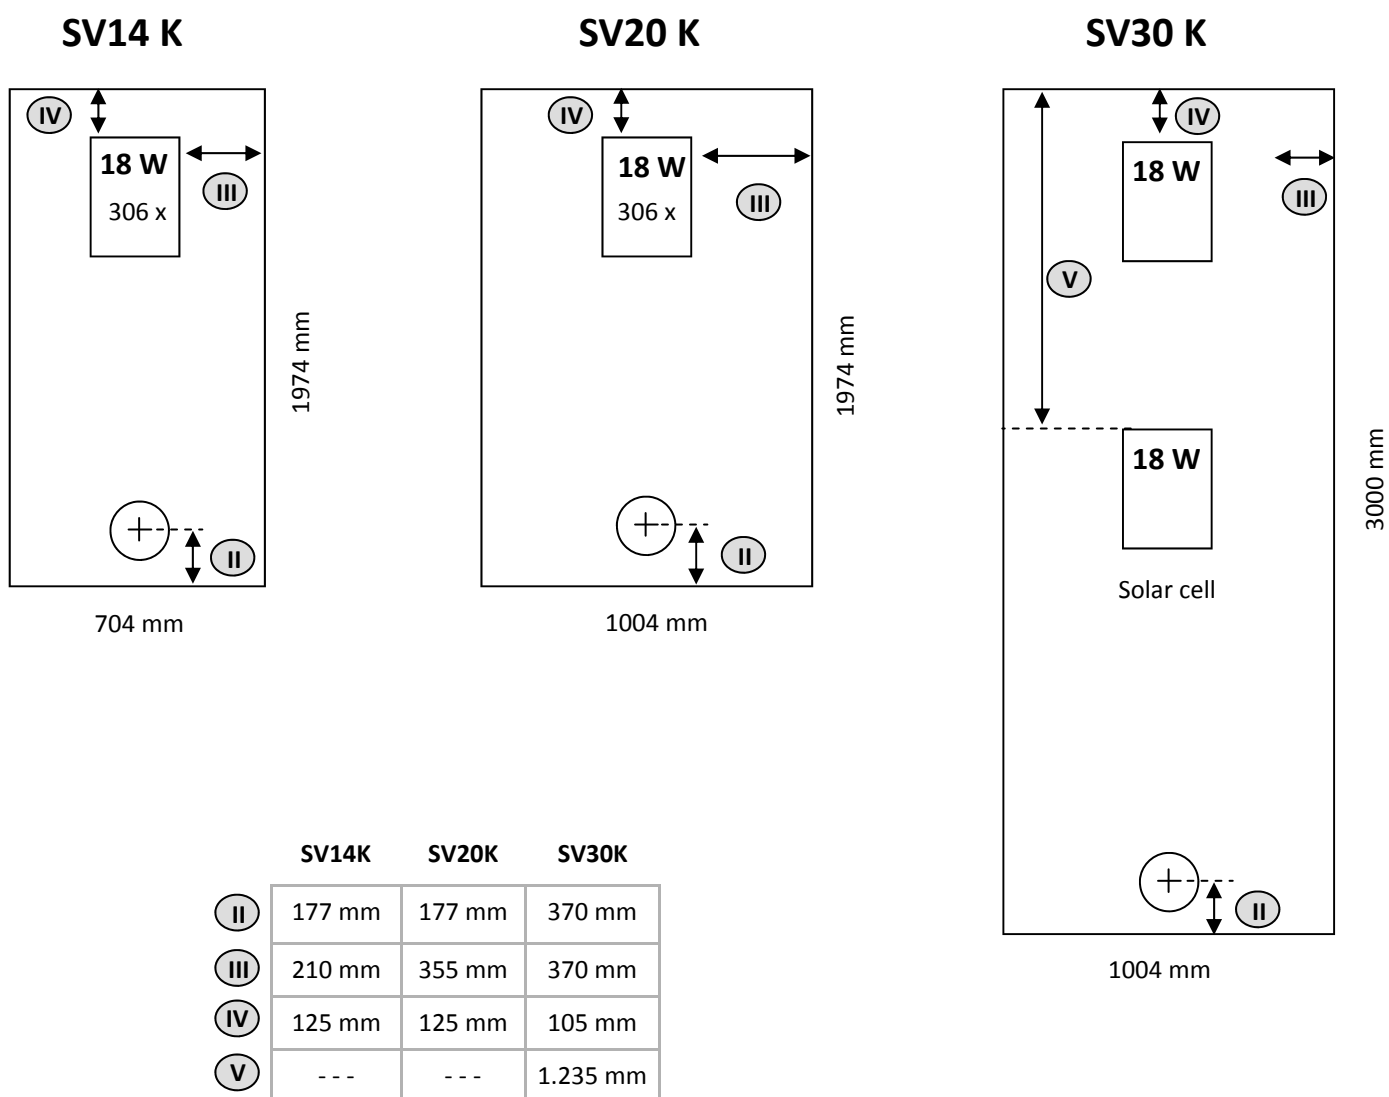 SV14 K
IV
18 W
306 x
III
1974 mm
II
704 mm
SV20 K
IV
18 W
306 x
III
1974 mm
II
1004 mm
SV30 K
IV
18 W
III
V
18 W
Solar cell
3000 mm
II
1004 mm
SV14K SV20K SV30K
II 177 mm 177 mm 370 mm
III 210 mm 355 mm 370 mm
IV 125 mm 125 mm 105 mm
V - - - - - - 1.235 mm